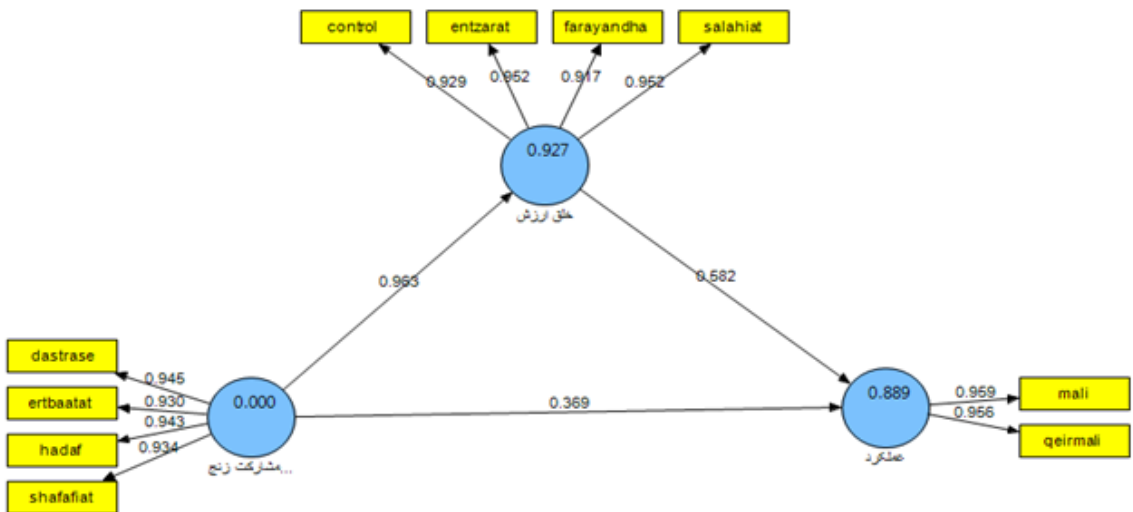 control
entzarat
farayandha
salahiat
0.929
0.952
0.917
0.952
0.927
خلق ارزش
0.963
0.582
dastrase
ertbaatat
hadaf
shafafiat
0.945
0.930
0.943
0.934
0.000
مشارکت زنج...
0.369
0.889
عملکرد
0.959
0.956
mali
qeirmali